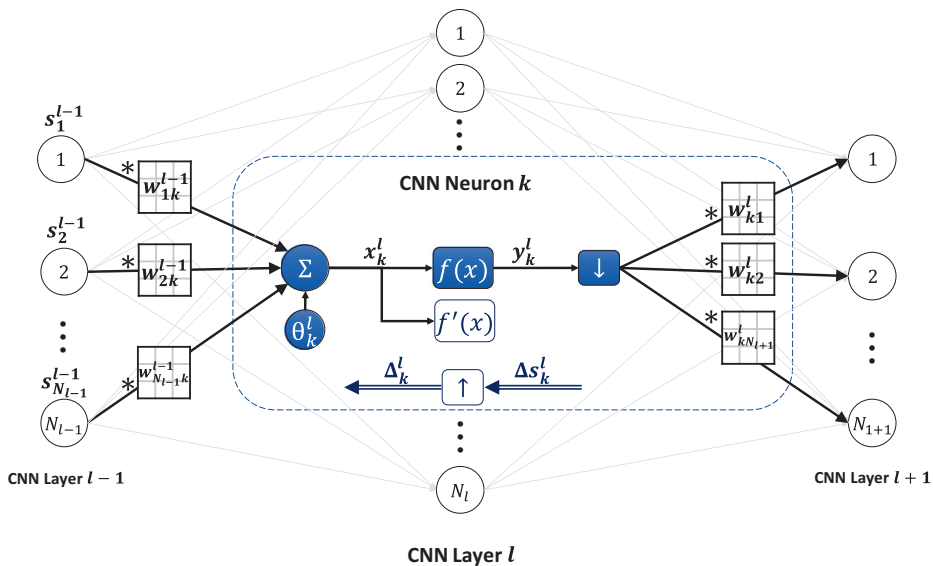 1
2
⋮
CNN Neuron k
s_1^{l-1}
1
* w_{1k}^{l-1}
s_2^{l-1}
2
* w_{2k}^{l-1}
⋮
s_{N_{l-1}}^{l-1}
N_{l-1}
* w_{N_{l-1}k}^{l-1}
CNN Layer l − 1
Σ
θ_k^l
x_k^l
f(x)
f′(x)
y_k^l
↓
Δ_k^l
↑
Δs_k^l
* w_{k1}^l
* w_{k2}^l
* w_{kN_{l+1}}^l
1
2
⋮
N_{1+1}
CNN Layer l + 1
⋮
N_l
CNN Layer l